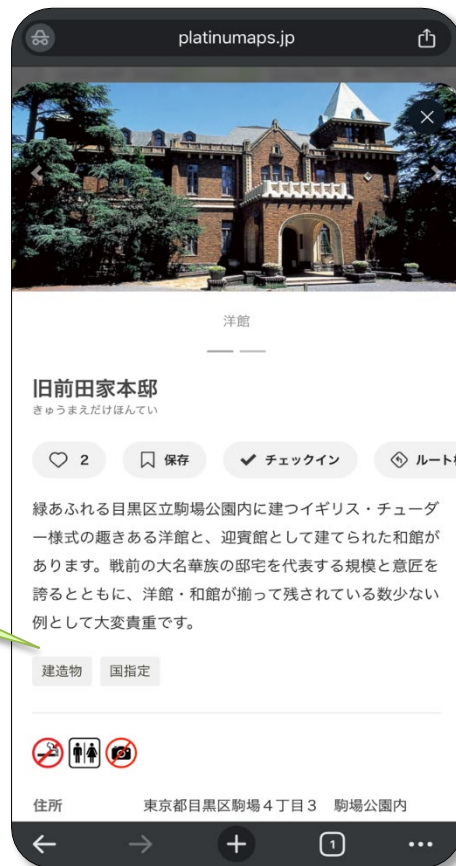 platinumaps.jp
洋館
旧前田家本邸
きゅうまえだけほんてい
2 保存 チェックイン ルート
緑あふれる目黒区立駒場公園内に建つイギリス・チューダ
ー様式の趣きある洋館と、迎賓館として建てられた和館が
あります。戦前の大名華族の邸宅を代表する規模と意匠を
誇るとともに、洋館・和館が揃って残されている数少ない
例として大変貴重です。
建造物 国指定
住所 東京都目黒区駒場4丁目3 駒場公園内
1